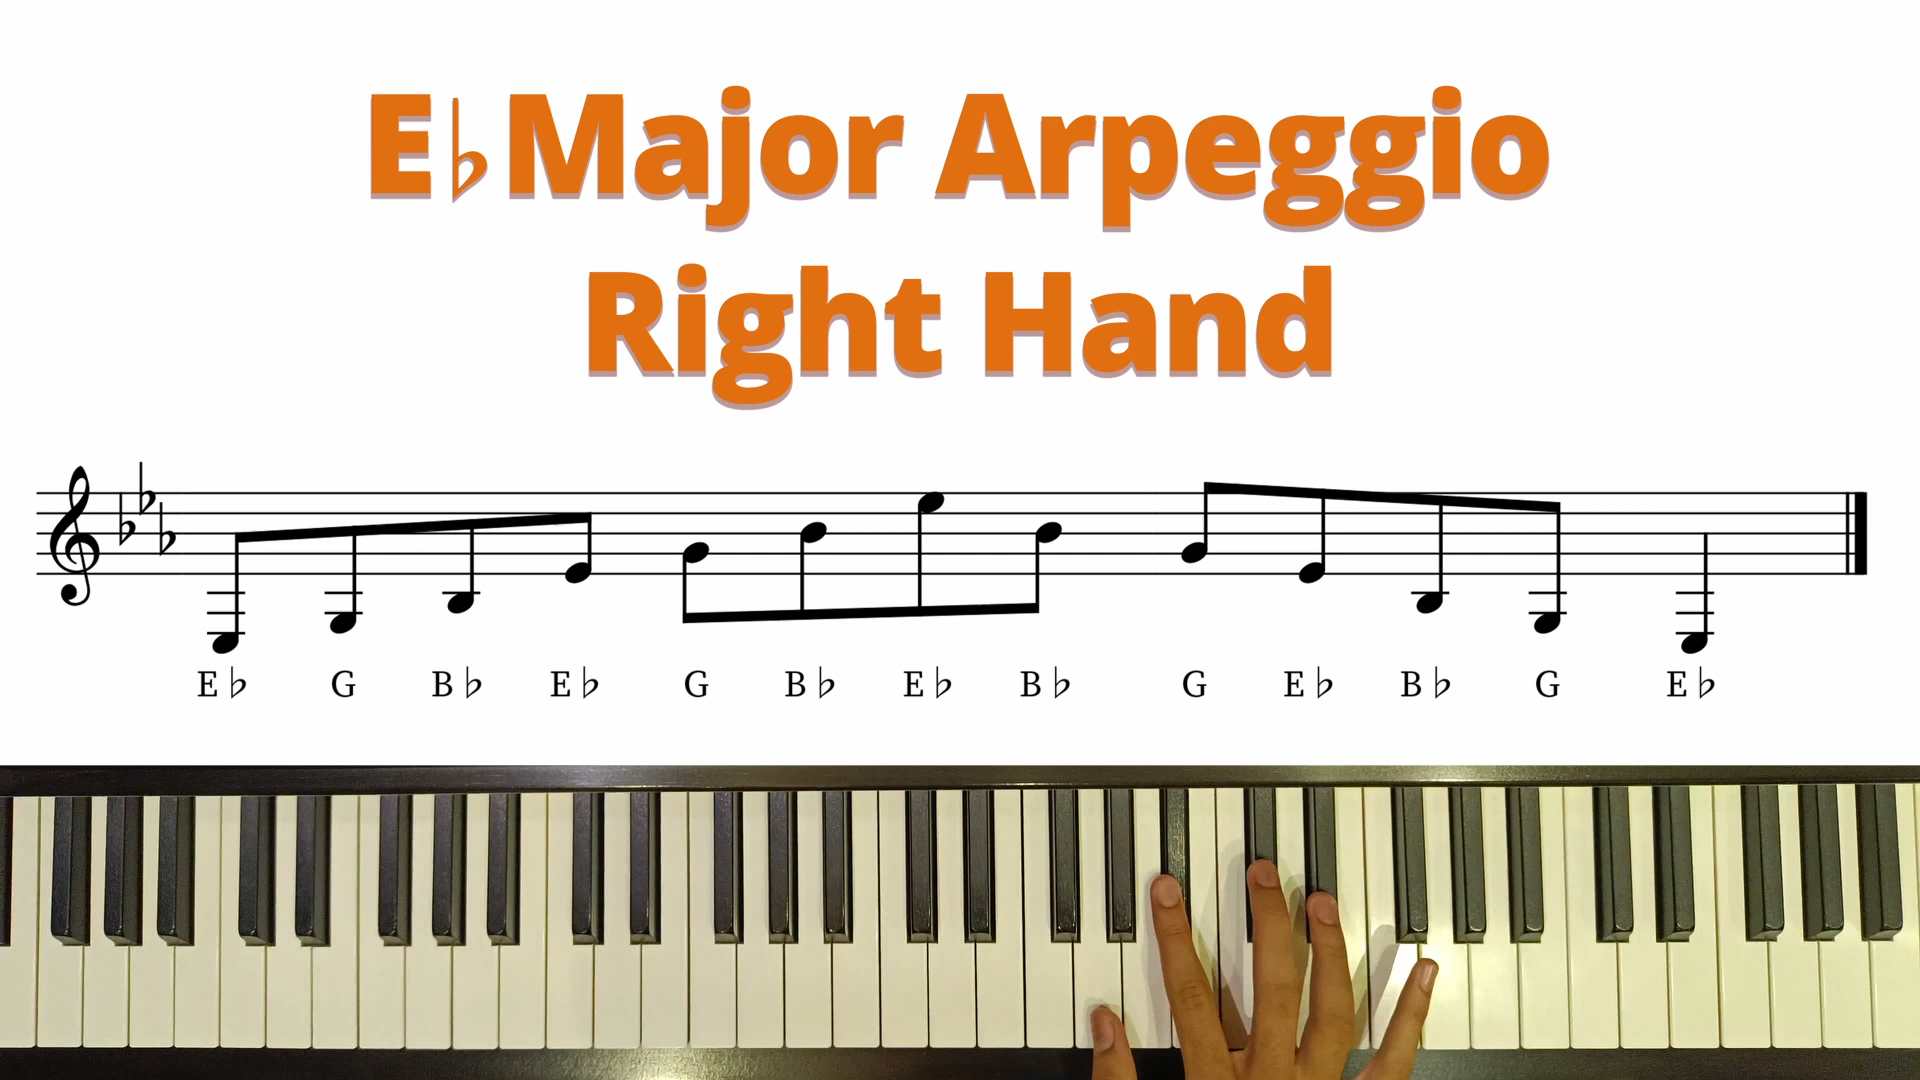 E♭ Major Arpeggio
Right Hand
E♭ G B♭ E♭ G B♭ E♭ B♭ G E♭ B♭ G E♭